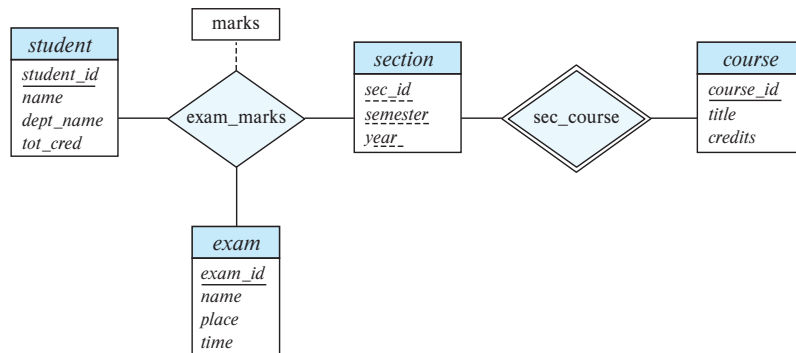 marks
student
student_id
name
dept_name
tot_cred
exam_marks
section
sec_id
semester
year
sec_course
course
course_id
title
credits
exam
exam_id
name
place
time